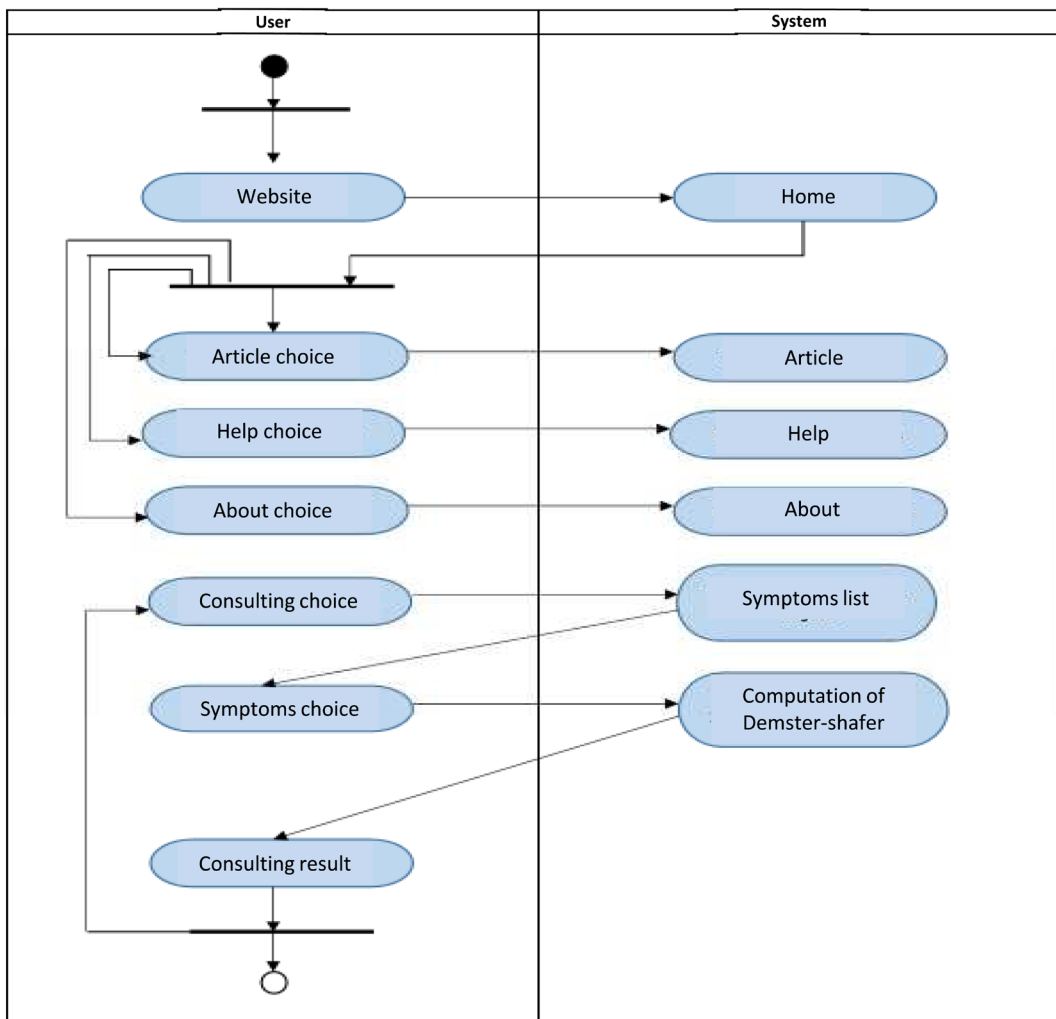 User
System
Website
Home
Article choice
Article
Help choice
Help
About choice
About
Consulting choice
Symptoms list
Symptoms choice
Computation of
Demster-shafer
Consulting result